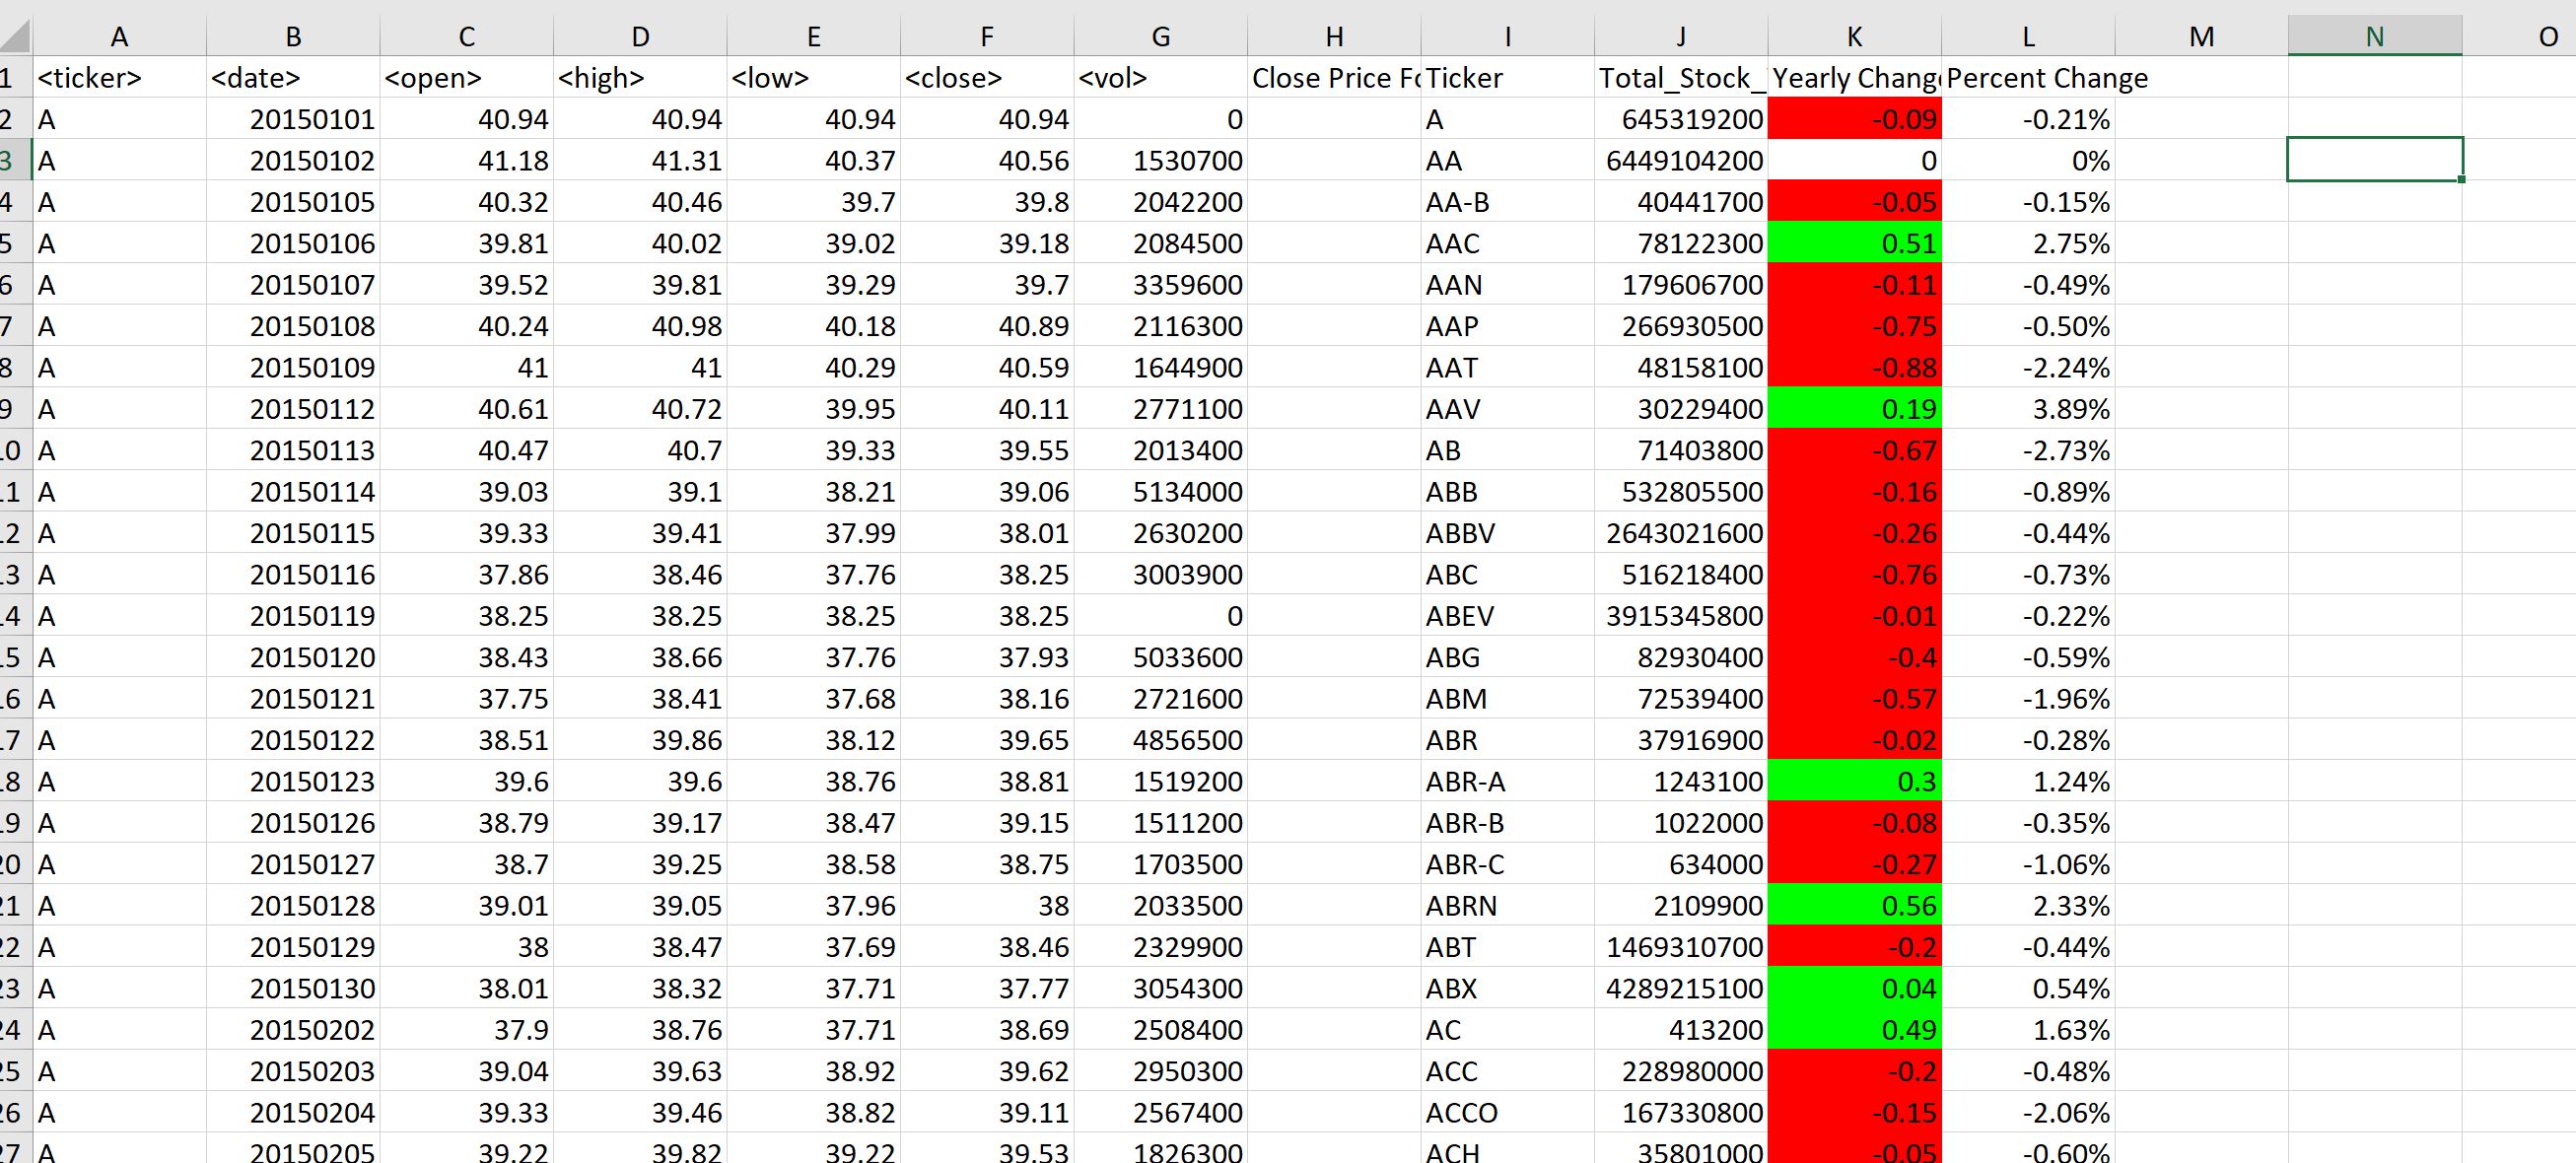 A B C D E F G H I J K L M N O
1 <ticker> <date> <open> <high> <low> <close> <vol> Close Price Ticker Total_Stock_ Yearly Chang Percent Change
2 A 20150101 40.94 40.94 40.94 40.94 0 A 645319200 -0.09 -0.21%
3 A 20150102 41.18 41.31 40.37 40.56 1530700 AA 6449104200 0 0%
4 A 20150105 40.32 40.46 39.7 39.8 2042200 AA-B 40441700 -0.05 -0.15%
5 A 20150106 39.81 40.02 39.02 39.18 2084500 AAC 78122300 0.51 2.75%
6 A 20150107 39.52 39.81 39.29 39.7 3359600 AAN 179606700 -0.11 -0.49%
7 A 20150108 40.24 40.98 40.18 40.89 2116300 AAP 266930500 -0.75 -0.50%
8 A 20150109 41 41 40.29 40.59 1644900 AAT 48158100 -0.88 -2.24%
9 A 20150112 40.61 40.72 39.95 40.11 2771100 AAV 30229400 0.19 3.89%
10 A 20150113 40.47 40.7 39.33 39.55 2013400 AB 71403800 -0.67 -2.73%
11 A 20150114 39.03 39.1 38.21 39.06 5134000 ABB 532805500 -0.16 -0.89%
12 A 20150115 39.33 39.41 37.99 38.01 2630200 ABBV 2643021600 -0.26 -0.44%
13 A 20150116 37.86 38.46 37.76 38.25 3003900 ABC 516218400 -0.76 -0.73%
14 A 20150119 38.25 38.25 38.25 38.25 0 ABEV 3915345800 -0.01 -0.22%
15 A 20150120 38.43 38.66 37.76 37.93 5033600 ABG 82930400 -0.4 -0.59%
16 A 20150121 37.75 38.41 37.68 38.16 2721600 ABM 72539400 -0.57 -1.96%
17 A 20150122 38.51 39.86 38.12 39.65 4856500 ABR 37916900 -0.02 -0.28%
18 A 20150123 39.6 39.6 38.76 38.81 1519200 ABR-A 1243100 0.3 1.24%
19 A 20150126 38.79 39.17 38.47 39.15 1511200 ABR-B 1022000 -0.08 -0.35%
20 A 20150127 38.7 39.25 38.58 38.75 1703500 ABR-C 634000 -0.27 -1.06%
21 A 20150128 39.01 39.05 37.96 38 2033500 ABRN 2109900 0.56 2.33%
22 A 20150129 38 38.47 37.69 38.46 2329900 ABT 1469310700 -0.2 -0.44%
23 A 20150130 38.01 38.32 37.71 37.77 3054300 ABX 4289215100 0.04 0.54%
24 A 20150202 37.9 38.76 37.71 38.69 2508400 AC 413200 0.49 1.63%
25 A 20150203 39.04 39.63 38.92 39.62 2950300 ACC 228980000 -0.2 -0.48%
26 A 20150204 39.33 39.46 38.82 39.11 2567400 ACCO 167330800 -0.15 -2.06%
27 A 20150205 39.22 39.82 39.22 39.53 1826300 ACH 35801000 -0.05 -0.60%